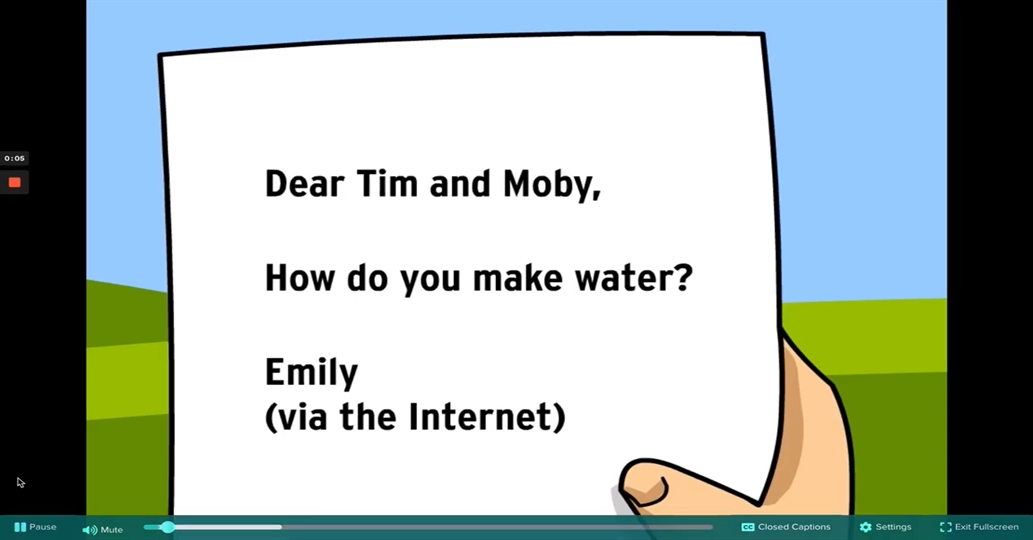 Dear Tim and Moby,
How do you make water?
Emily
(via the Internet)
0:05
Pause
Mute
Closed Captions
Settings
Exit Fullscreen